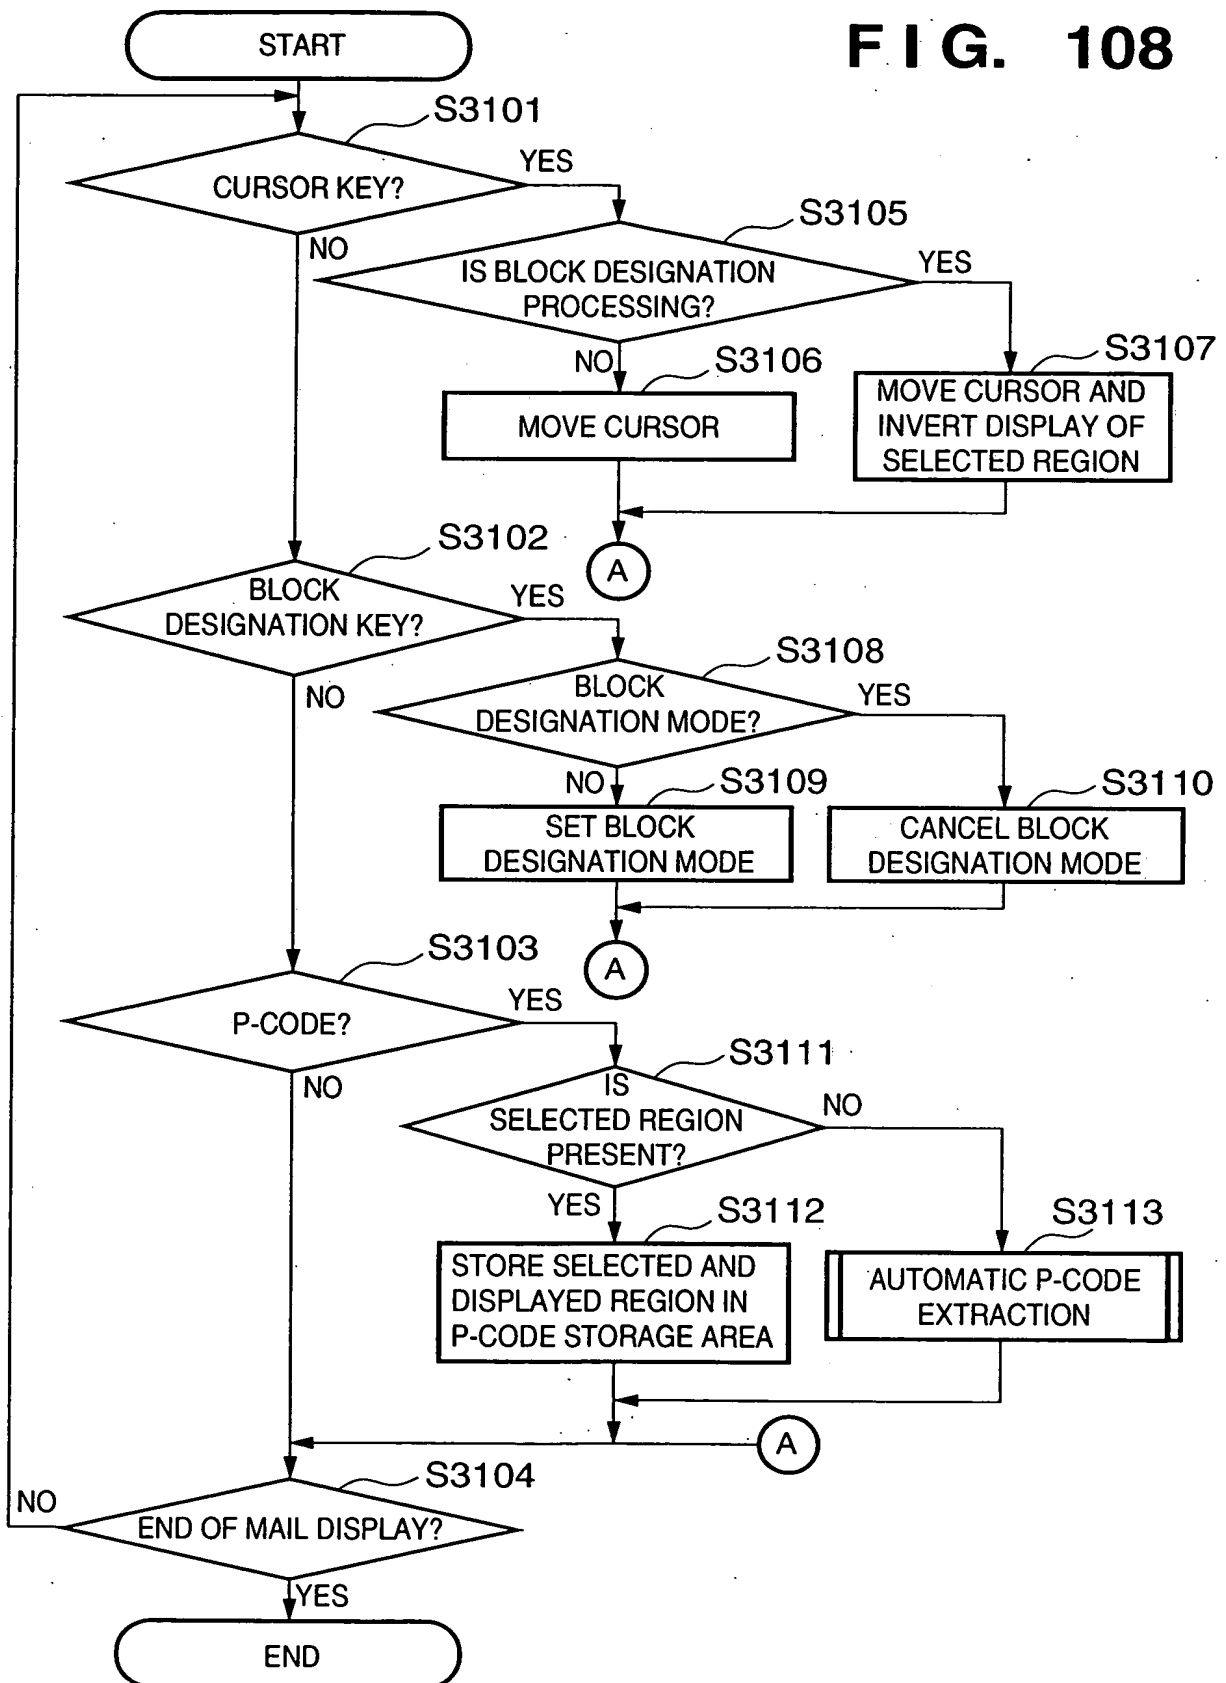 FIG. 108
START
S3101
CURSOR KEY?
YES
NO
S3105
IS BLOCK DESIGNATION
PROCESSING?
YES
NO
S3106
MOVE CURSOR
S3107
MOVE CURSOR AND
INVERT DISPLAY OF
SELECTED REGION
A
S3102
BLOCK
DESIGNATION KEY?
YES
NO
S3108
BLOCK
DESIGNATION MODE?
YES
NO
S3109
SET BLOCK
DESIGNATION MODE
S3110
CANCEL BLOCK
DESIGNATION MODE
A
S3103
P-CODE?
YES
NO
S3111
IS
SELECTED REGION
PRESENT?
NO
YES
S3112
STORE SELECTED AND
DISPLAYED REGION IN
P-CODE STORAGE AREA
S3113
AUTOMATIC P-CODE
EXTRACTION
A
S3104
END OF MAIL DISPLAY?
NO
YES
END